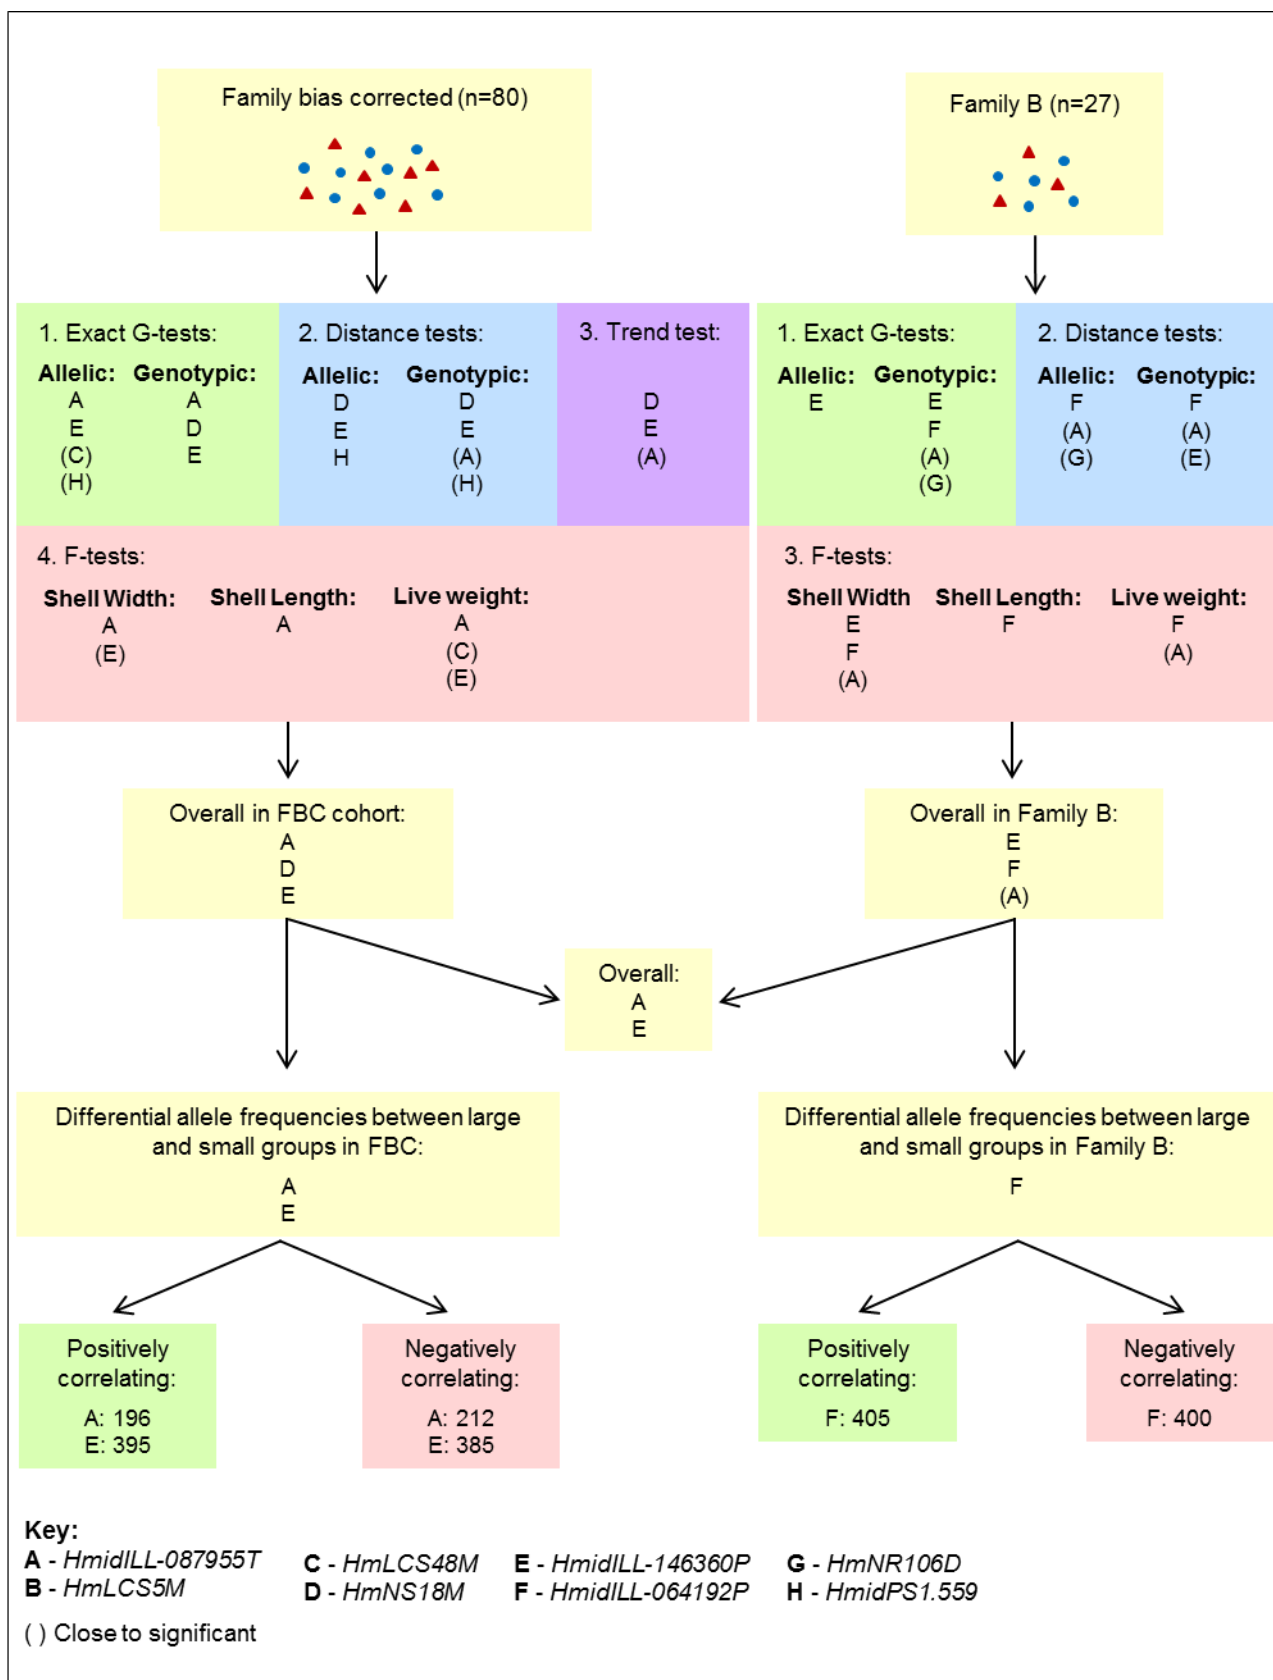 Family bias corrected (n=80)
Family B (n=27)
1. Exact G-tests:
Allelic: Genotypic:
A A
E D
(C) E
(H)
2. Distance tests:
Allelic: Genotypic:
D D
E E
H (A)
(H)
3. Trend test:
D
E
(A)
4. F-tests:
Shell Width: Shell Length: Live weight:
A A A
(E) (C)
(E)
1. Exact G-tests:
Allelic: Genotypic:
E E
F
(A)
(G)
2. Distance tests:
Allelic: Genotypic:
F F
(A) (A)
(G) (E)
3. F-tests:
Shell Width Shell Length: Live weight:
E F F
F (A)
(A)
Overall in FBC cohort:
A
D
E
Overall in Family B:
E
F
(A)
Overall:
A
E
Differential allele frequencies between large
and small groups in FBC:
A
E
Differential allele frequencies between large
and small groups in Family B:
F
Positively
correlating:
A: 196
E: 395
Negatively
correlating:
A: 212
E: 385
Positively
correlating:
F: 405
Negatively
correlating:
F: 400
Key:
A - HmidILL-087955T C - HmLCS48M E - HmidILL-146360P G - HmNR106D
B - HmLCS5M D - HmNS18M F - HmidILL-064192P H - HmidPS1.559
( ) Close to significant